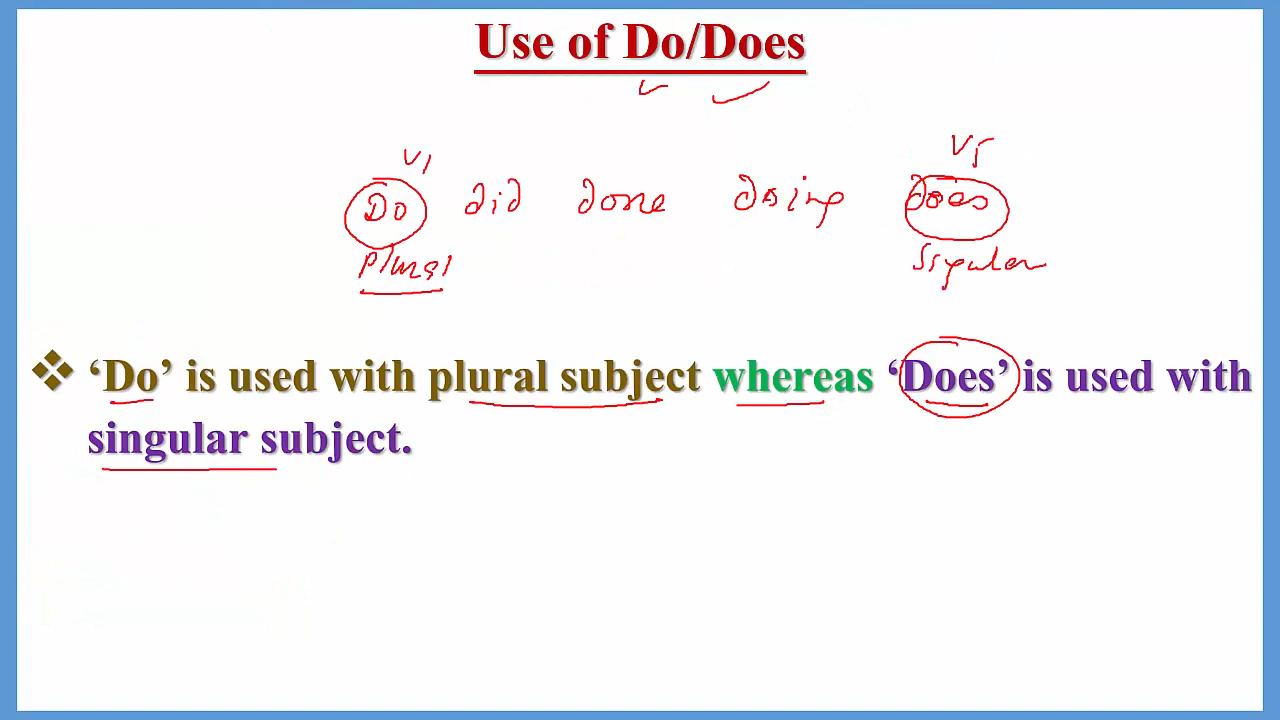 Use of Do/Does
V1 V5
Do did done doing does
plural Singular
❖ ‘Do’ is used with plural subject whereas ‘Does’ is used with
singular subject.